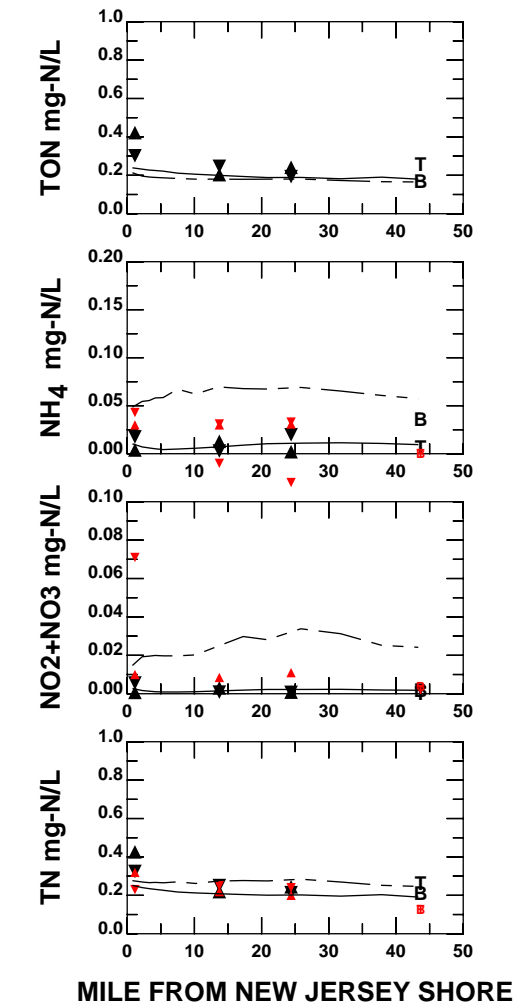 TON mg-N/L
1.0
0.8
0.6
0.4
0.2
0.0
T
B
0 10 20 30 40 50
NH4 mg-N/L
0.20
0.15
0.10
0.05
0.00
B
T
0 10 20 30 40 50
NO2+NO3 mg-N/L
0.10
0.08
0.06
0.04
0.02
0.00
B
T
0 10 20 30 40 50
TN mg-N/L
1.0
0.8
0.6
0.4
0.2
0.0
T
B
B
0 10 20 30 40 50
MILE FROM NEW JERSEY SHORE